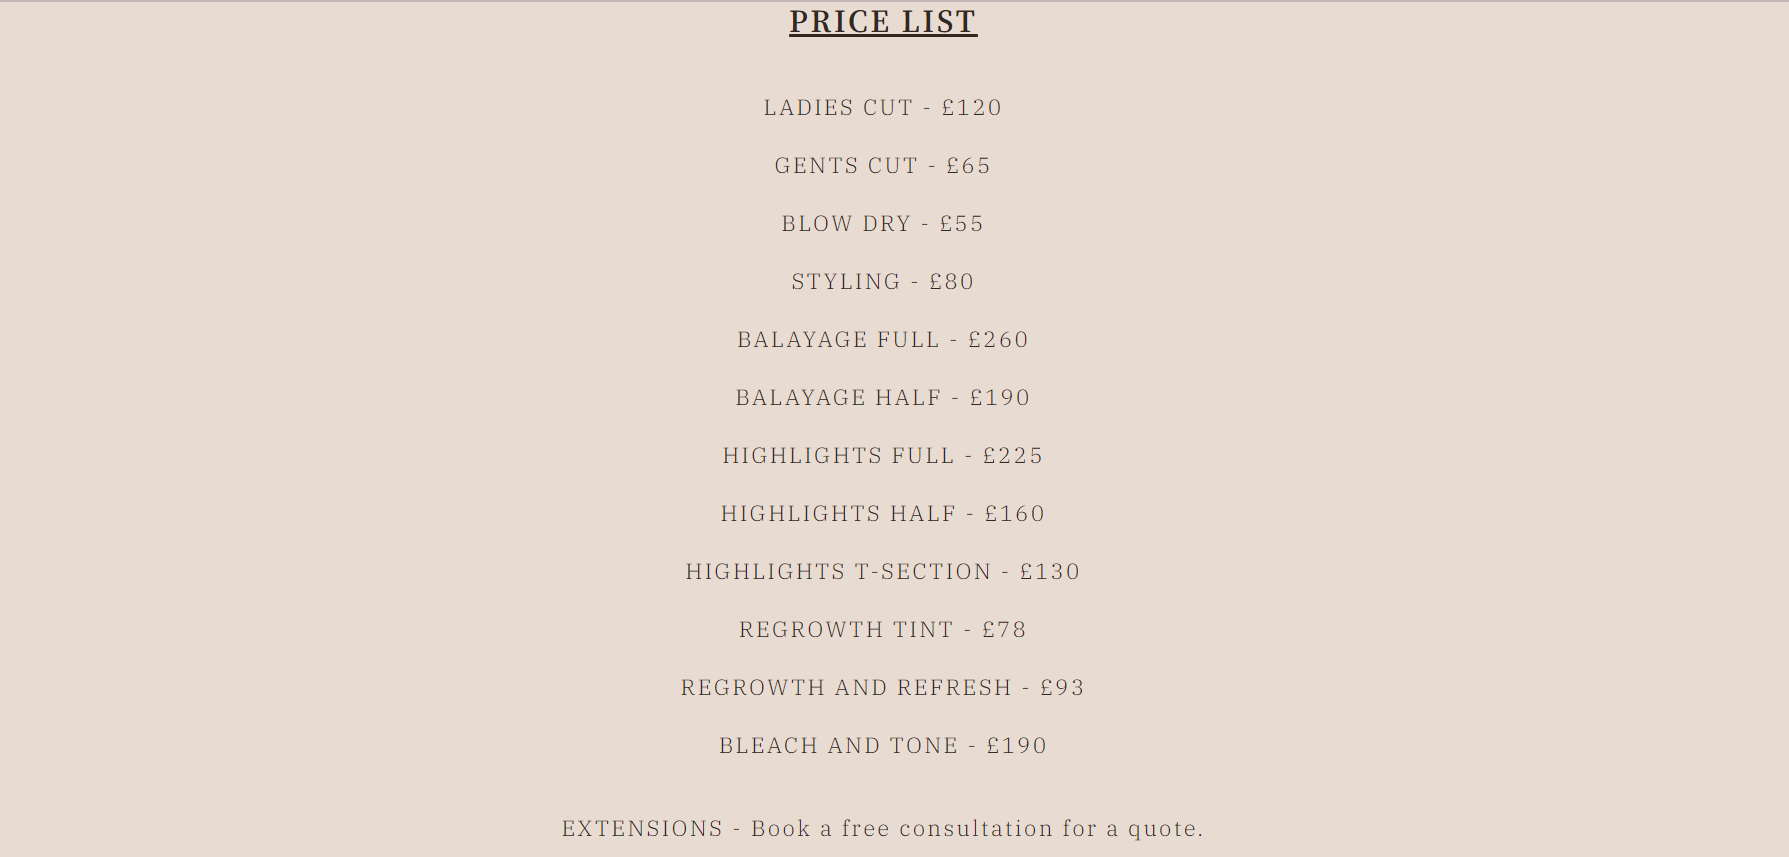 PRICE LIST
LADIES CUT - £120
GENTS CUT - £65
BLOW DRY - £55
STYLING - £80
BALAYAGE FULL - £260
BALAYAGE HALF - £190
HIGHLIGHTS FULL - £225
HIGHLIGHTS HALF - £160
HIGHLIGHTS T-SECTION - £130
REGROWTH TINT - £78
REGROWTH AND REFRESH - £93
BLEACH AND TONE - £190
EXTENSIONS - Book a free consultation for a quote.